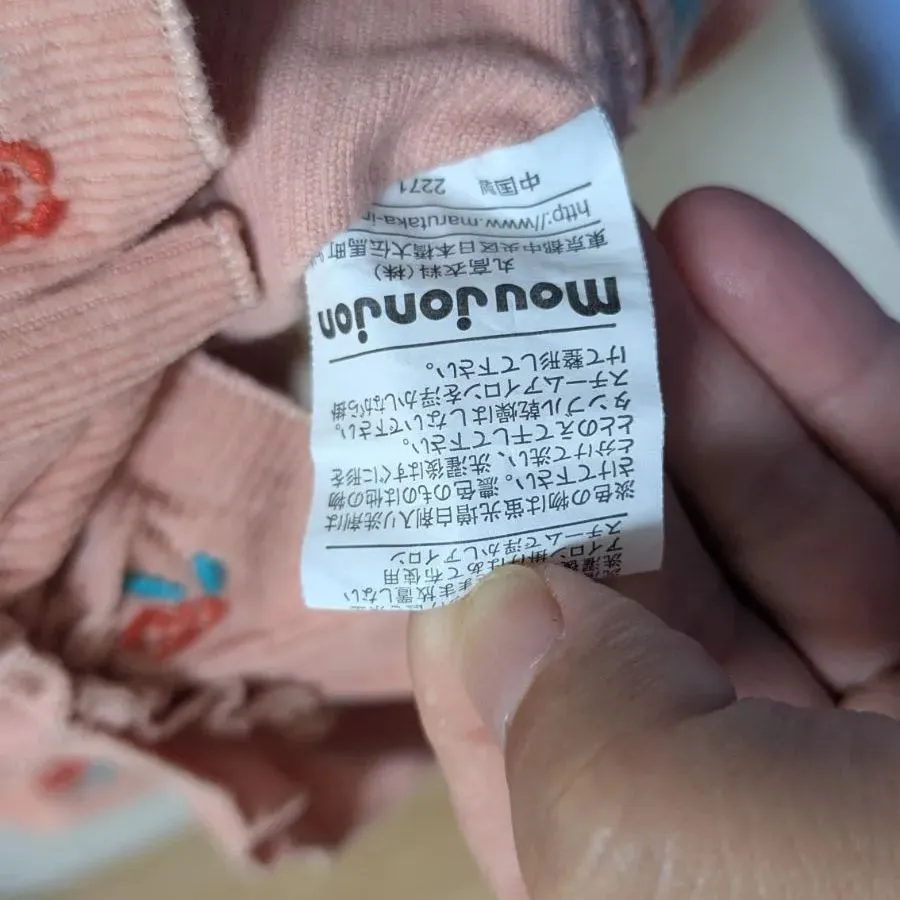 スチームで浮かしアイロン
淡色の物は蛍光増白剤入り洗剤は
さけて下さい。濃色のものは他の物
と分けて洗い、洗濯後はすぐに形を
ととのえて干して下さい。
タンブル乾燥はしないで下さい。
スチームアイロンを浮かしながら掛
けて整形して下さい。
moujonjon
丸高衣料(株)
東京都中央区日本橋大伝馬町
http://www.marutaka-ir
中国製 2271